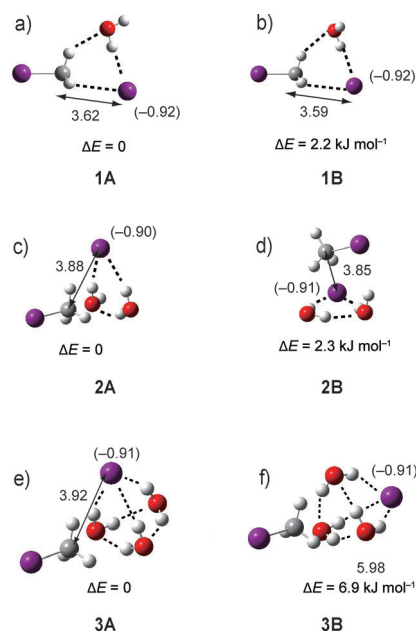 a) b)
(–0.92) (–0.92)
3.62 3.59
ΔE = 0 ΔE = 2.2 kJ mol⁻¹
1A 1B
c) d)
(–0.90)
3.88 3.85
(–0.91)
ΔE = 0 ΔE = 2.3 kJ mol⁻¹
2A 2B
e) f)
(–0.91) (–0.91)
3.92
5.98
ΔE = 0 ΔE = 6.9 kJ mol⁻¹
3A 3B